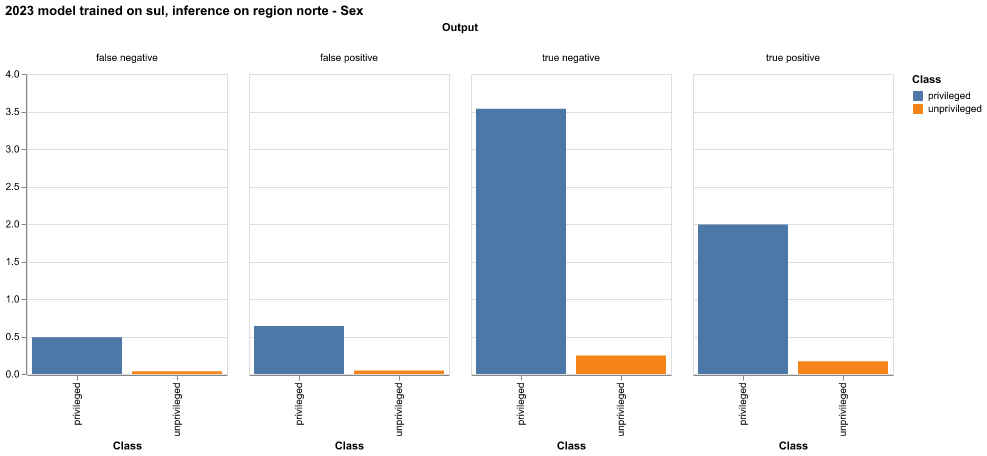 2023 model trained on sul, inference on region norte - Sex
Output
false negative
false positive
true negative
true positive
4.0
3.5
3.0
2.5
2.0
1.5
1.0
0.5
0.0
privileged
unprivileged
privileged
unprivileged
privileged
unprivileged
privileged
unprivileged
Class
Class
Class
Class
Class
privileged
unprivileged